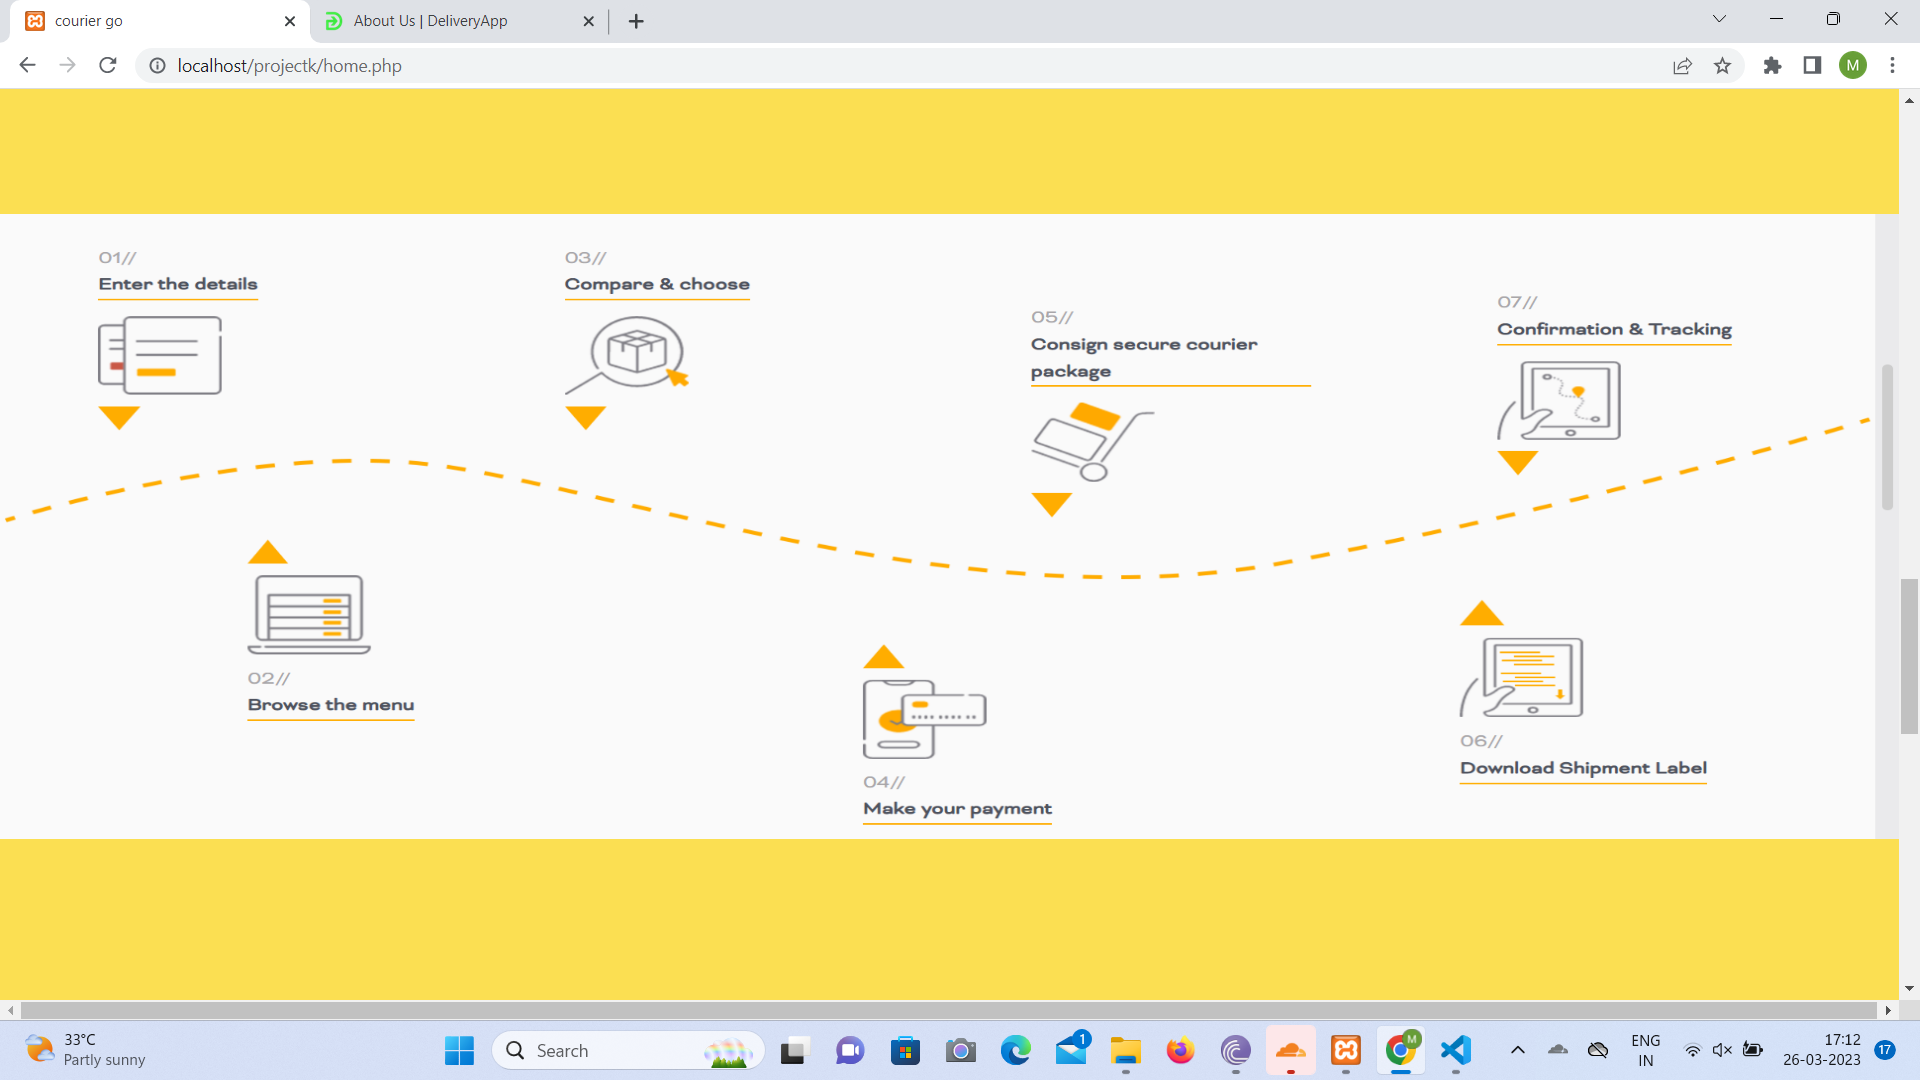 courier go
About Us | DeliveryApp
localhost/projectk/home.php
M
01//
Enter the details
03//
Compare & choose
05//
Consign secure courier
package
07//
Confirmation & Tracking
02//
Browse the menu
04//
Make your payment
06//
Download Shipment Label
33°C
Partly sunny
Search
1
M
ENG
IN
17:12
26-03-2023
17